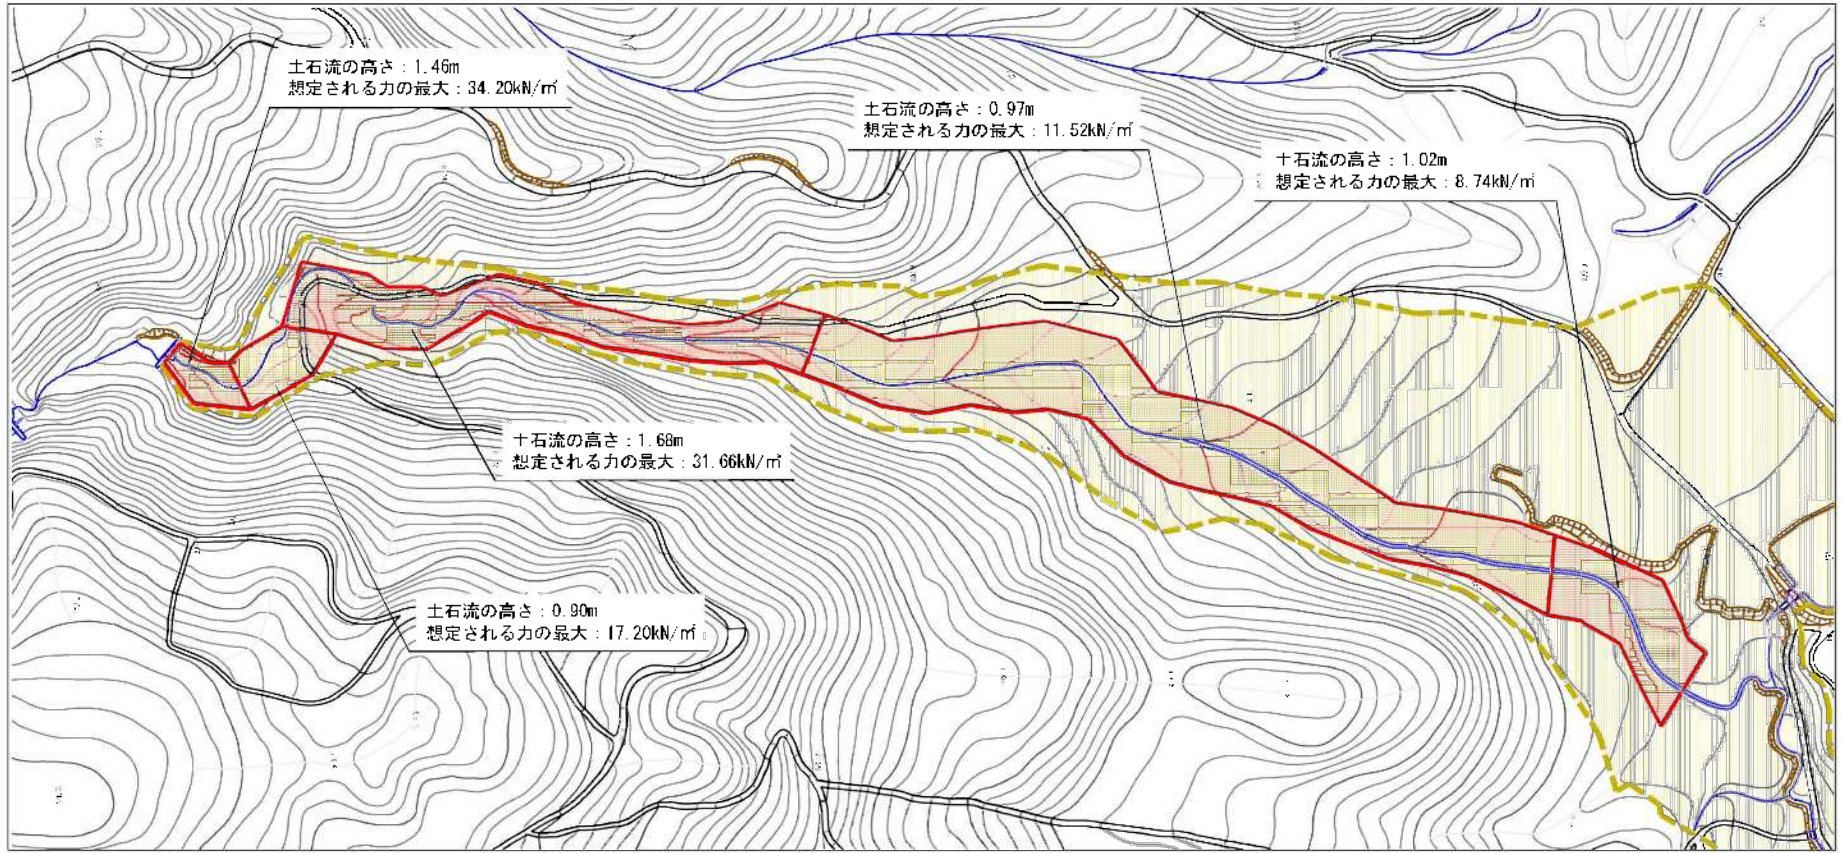 土石流の高さ：1.46m
想定される力の最大：34.20kN/㎡
土石流の高さ：0.97m
想定される力の最大：11.52kN/㎡
土石流の高さ：1.02m
想定される力の最大：8.74kN/㎡
土石流の高さ：1.68m
想定される力の最大：31.66kN/㎡
土石流の高さ：0.90m
想定される力の最大：17.20kN/㎡